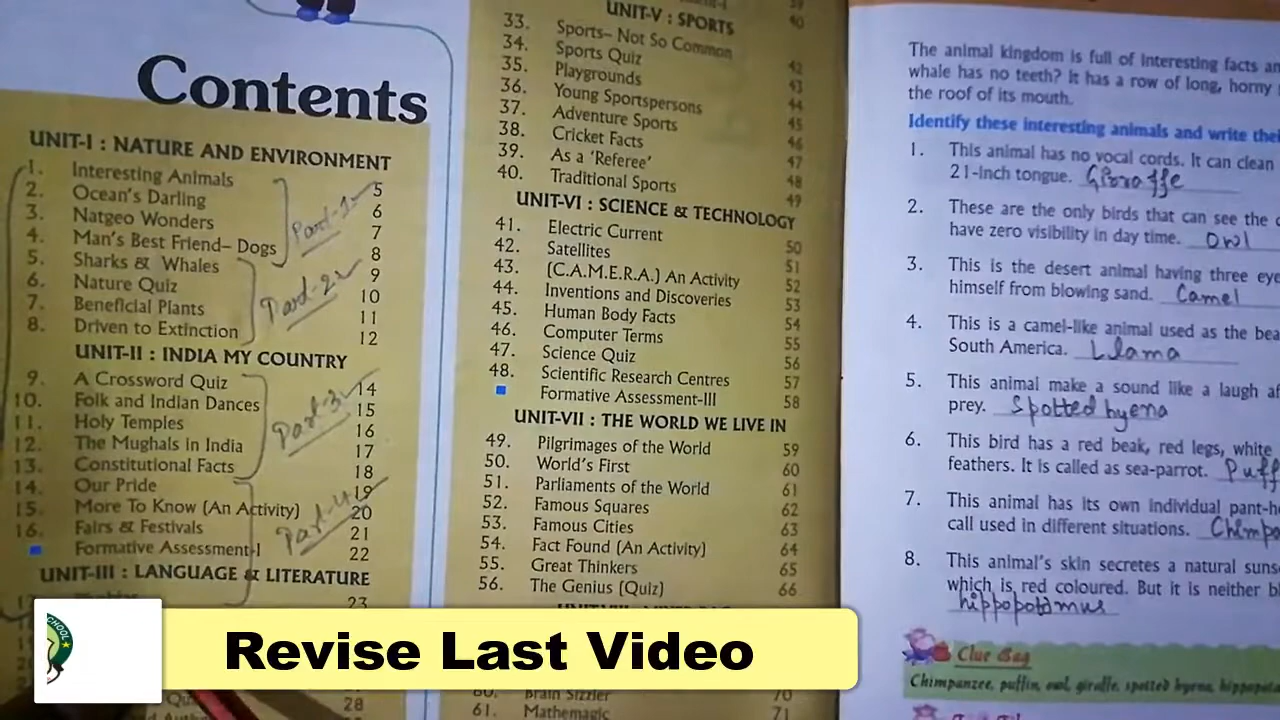 Contents
UNIT-I : NATURE AND ENVIRONMENT
1. Interesting Animals 5
2. Ocean's Darling 6
3. Natgeo Wonders 7
4. Man's Best Friend– Dogs 8
Part-1
5. Sharks & Whales 9
6. Nature Quiz 10
7. Beneficial Plants 11
8. Driven to Extinction 12
Part-2
UNIT-II : INDIA MY COUNTRY
9. A Crossword Quiz 14
10. Folk and Indian Dances 15
11. Holy Temples 16
12. The Mughals in India 17
13. Constitutional Facts 18
Part-3
14. Our Pride 19
15. More To Know (An Activity) 20
16. Fairs & Festivals 21
Formative Assessment-I 22
Part-4
UNIT-III : LANGUAGE & LITERATURE
23
28
UNIT-V : SPORTS
40
33. Sports– Not So Common 42
34. Sports Quiz 43
35. Playgrounds 44
36. Young Sportspersons 45
37. Adventure Sports 46
38. Cricket Facts 47
39. As a 'Referee' 48
40. Traditional Sports 49
UNIT-VI : SCIENCE & TECHNOLOGY
41. Electric Current 50
42. Satellites 51
43. (C.A.M.E.R.A.) An Activity 52
44. Inventions and Discoveries 53
45. Human Body Facts 54
46. Computer Terms 55
47. Science Quiz 56
48. Scientific Research Centres 57
Formative Assessment-III 58
UNIT-VII : THE WORLD WE LIVE IN
49. Pilgrimages of the World 59
50. World's First 60
51. Parliaments of the World 61
52. Famous Squares 62
53. Famous Cities 63
54. Fact Found (An Activity) 64
55. Great Thinkers 65
56. The Genius (Quiz) 66
60. Brain Sizzler 70
61. Mathemagic 71
The animal kingdom is full of interesting facts
whale has no teeth? It has a row of long, horny
the roof of its mouth.
Identify these interesting animals and write
1. This animal has no vocal cords. It can clean
21-inch tongue. Giraffe
2. These are the only birds that can see the
have zero visibility in day time. Owl
3. This is the desert animal having three
himself from blowing sand. Camel
4. This is a camel-like animal used as the
South America. Llama
5. This animal make a sound like a laugh
prey. Spotted hyena
6. This bird has a red beak, red legs, white
feathers. It is called as sea-parrot. Puff
7. This animal has its own individual
call used in different situations. Chimp
8. This animal's skin secretes a natural
which is red coloured. But it is neither
hippopotamus
Clue Bag
Chimpanzee, puffin, owl, giraffe, spotted hyena,
CHOOL
Revise Last Video